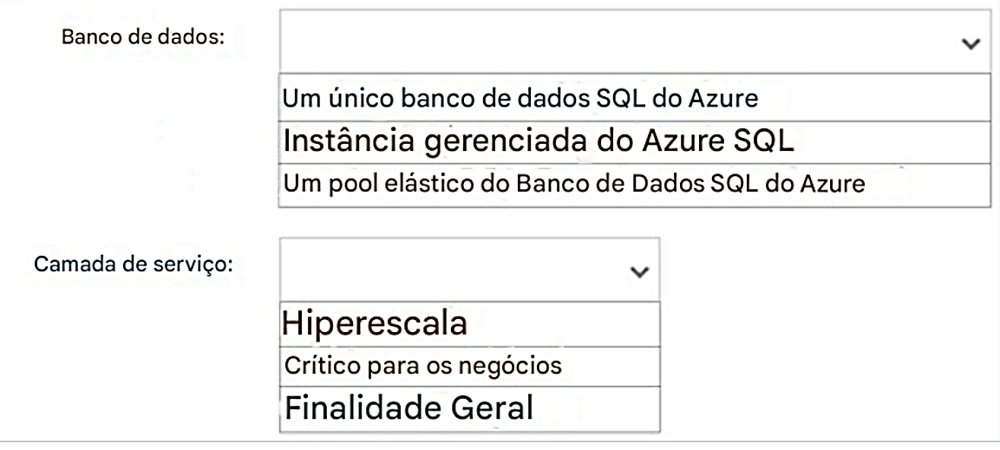 Banco de dados:
Um único banco de dados SQL do Azure
Instância gerenciada do Azure SQL
Um pool elástico do Banco de Dados SQL do Azure
Camada de serviço:
Hiperescala
Crítico para os negócios
Finalidade Geral